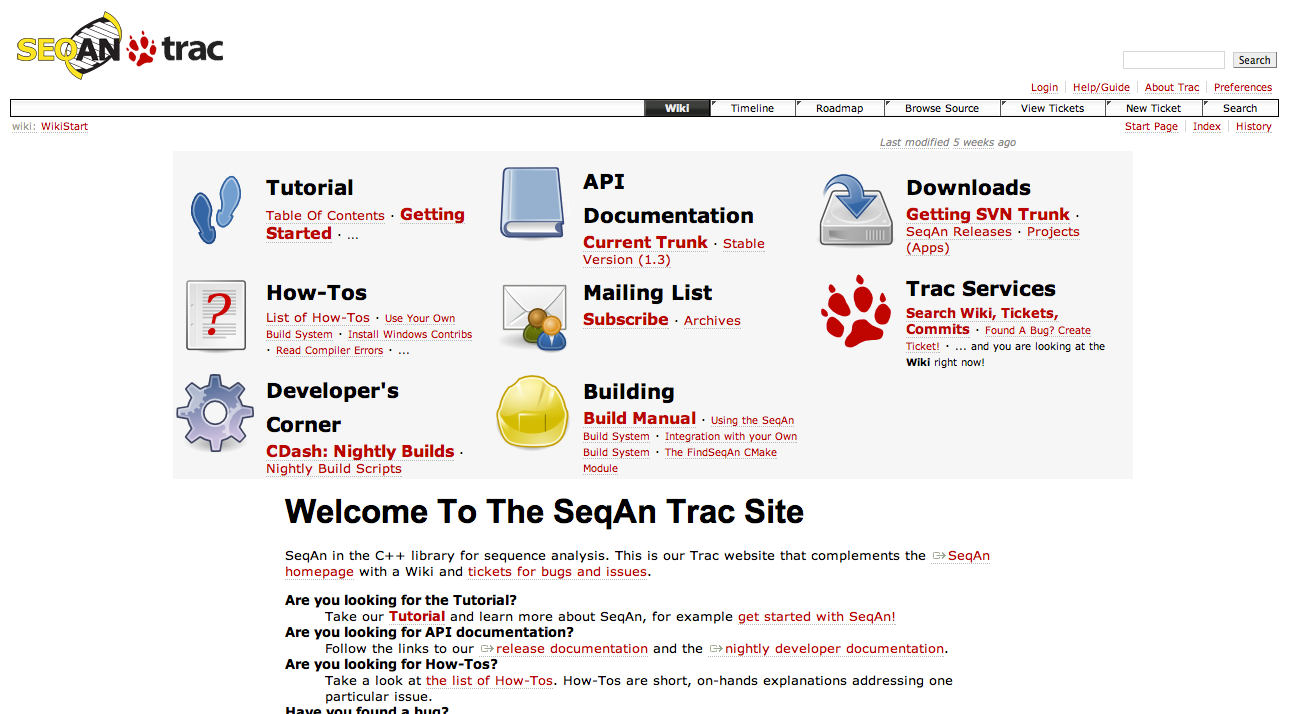 SEQAN trac
Search
Login Help/Guide About Trac Preferences
Wiki Timeline Roadmap Browse Source View Tickets New Ticket Search
wiki: WikiStart
Start Page Index History
Last modified 5 weeks ago
Tutorial
Table Of Contents · Getting
Started · ...
API
Documentation
Current Trunk · Stable
Version (1.3)
Downloads
Getting SVN Trunk ·
SeqAn Releases · Projects
(Apps)
How-Tos
List of How-Tos · Use Your Own
Build System · Install Windows Contribs
· Read Compiler Errors · ...
Mailing List
Subscribe · Archives
Trac Services
Search Wiki, Tickets,
Commits · Found A Bug? Create
Ticket! · ... and you are looking at the
Wiki right now!
Developer's
Corner
CDash: Nightly Builds ·
Nightly Build Scripts
Building
Build Manual · Using the SeqAn
Build System · Integration with your Own
Build System · The FindSeqAn CMake
Module
Welcome To The SeqAn Trac Site
SeqAn in the C++ library for sequence analysis. This is our Trac website that complements the SeqAn
homepage with a Wiki and tickets for bugs and issues.
Are you looking for the Tutorial?
Take our Tutorial and learn more about SeqAn, for example get started with SeqAn!
Are you looking for API documentation?
Follow the links to our release documentation and the nightly developer documentation.
Are you looking for How-Tos?
Take a look at the list of How-Tos. How-Tos are short, on-hands explanations addressing one
particular issue.
Have you found a bug?